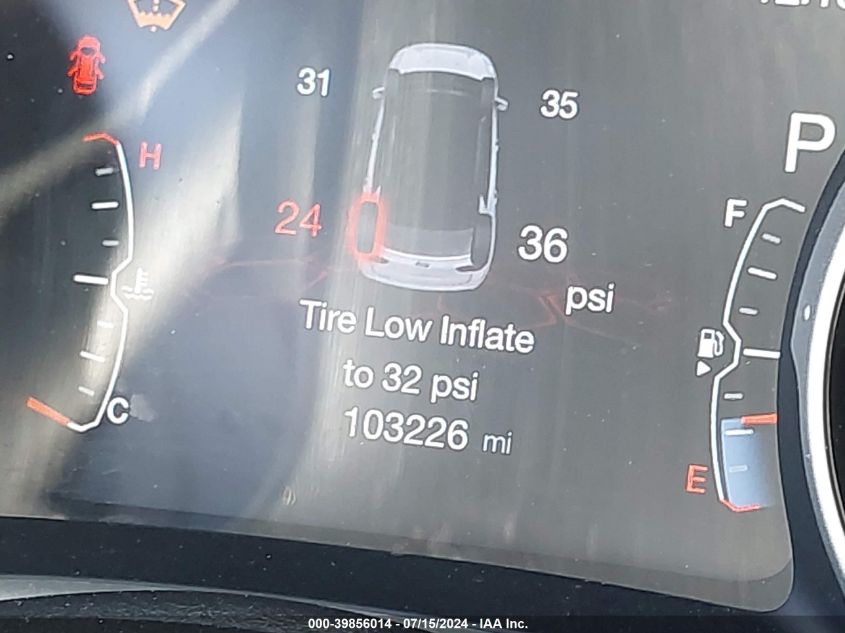 31
35
P
H
24
36
F
psi
Tire Low Inflate
to 32 psi
C
103226 mi
E
000-39856014 - 07/15/2024 - IAA Inc.